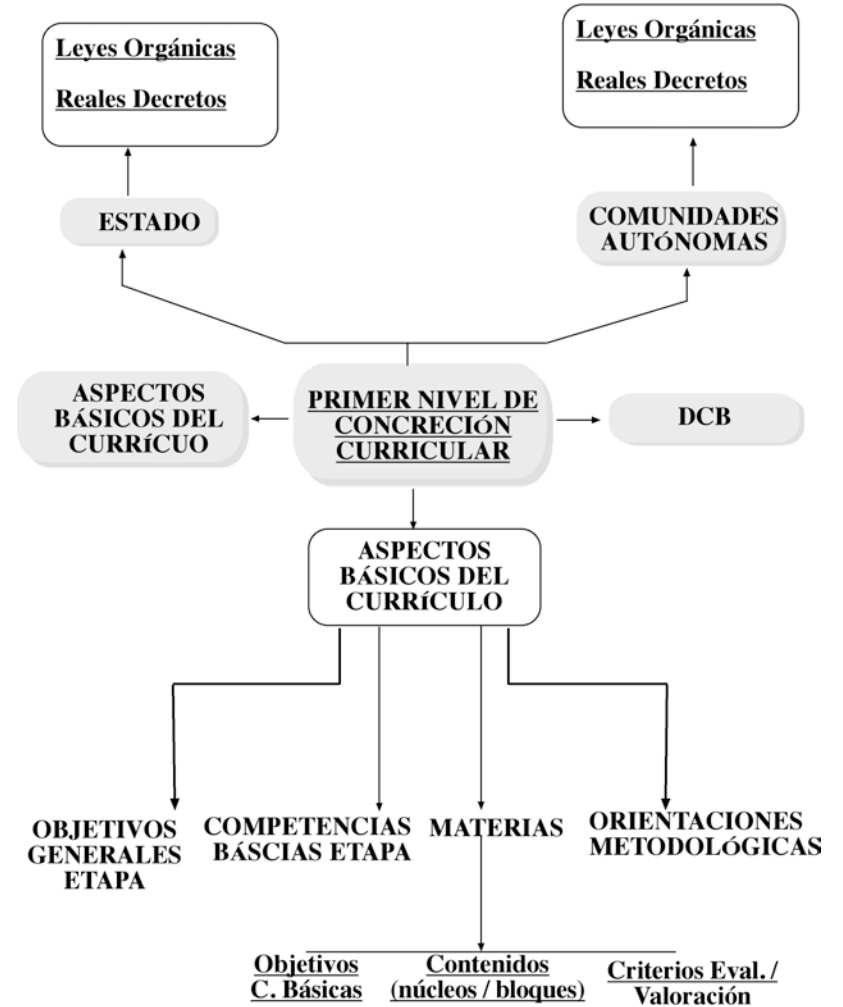 Leyes Orgánicas
Reales Decretos
Leyes Orgánicas
Reales Decretos
ESTADO
COMUNIDADES
AUTÓNOMAS
ASPECTOS
BÁSICOS DEL
CURRÍCUO
PRIMER NIVEL DE
CONCRECIÓN
CURRICULAR
DCB
ASPECTOS
BÁSICOS DEL
CURRÍCULO
OBJETIVOS
GENERALES
ETAPA
COMPETENCIAS
BÁSCIAS ETAPA
MATERIAS
ORIENTACIONES
METODOLÓGICAS
Objetivos
C. Básicas
Contenidos
(núcleos / bloques)
Criterios Eval. /
Valoración